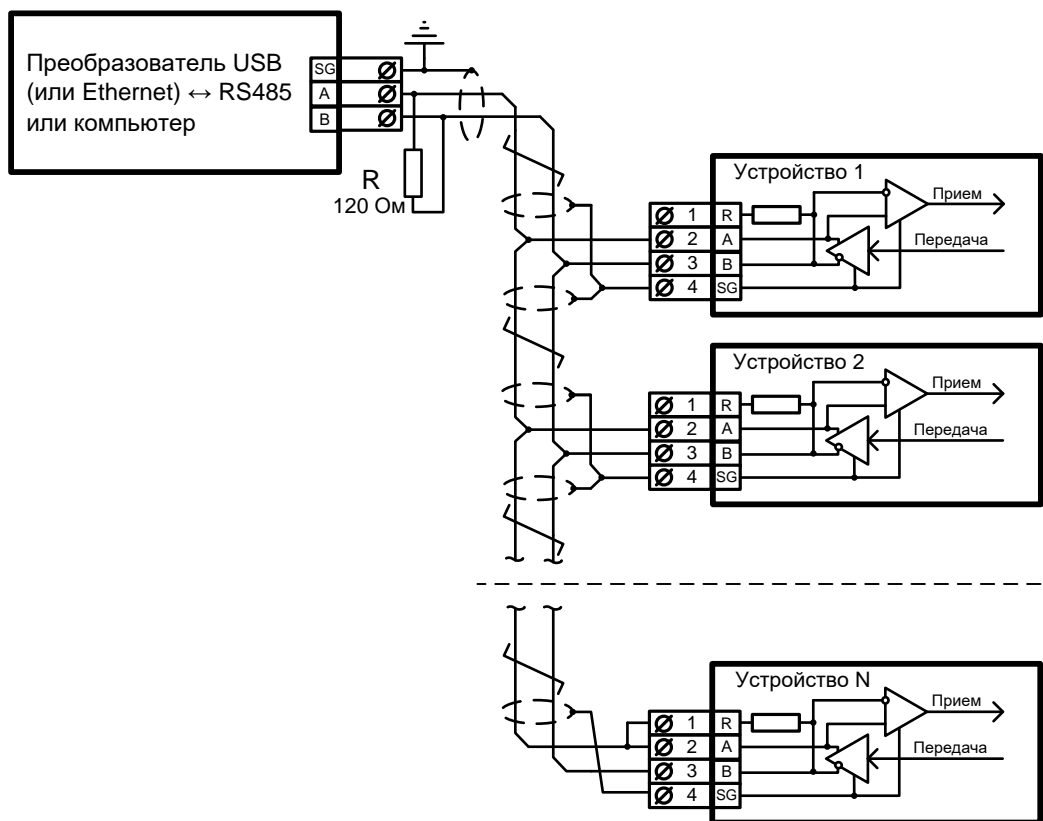 Преобразователь USB
(или Ethernet) ↔ RS485
или компьютер
SG
A
B
R
120 Ом
Устройство 1
1 R
2 A
3 B
4 SG
Прием
Передача
Устройство 2
1 R
2 A
3 B
4 SG
Прием
Передача
Устройство N
1 R
2 A
3 B
4 SG
Прием
Передача